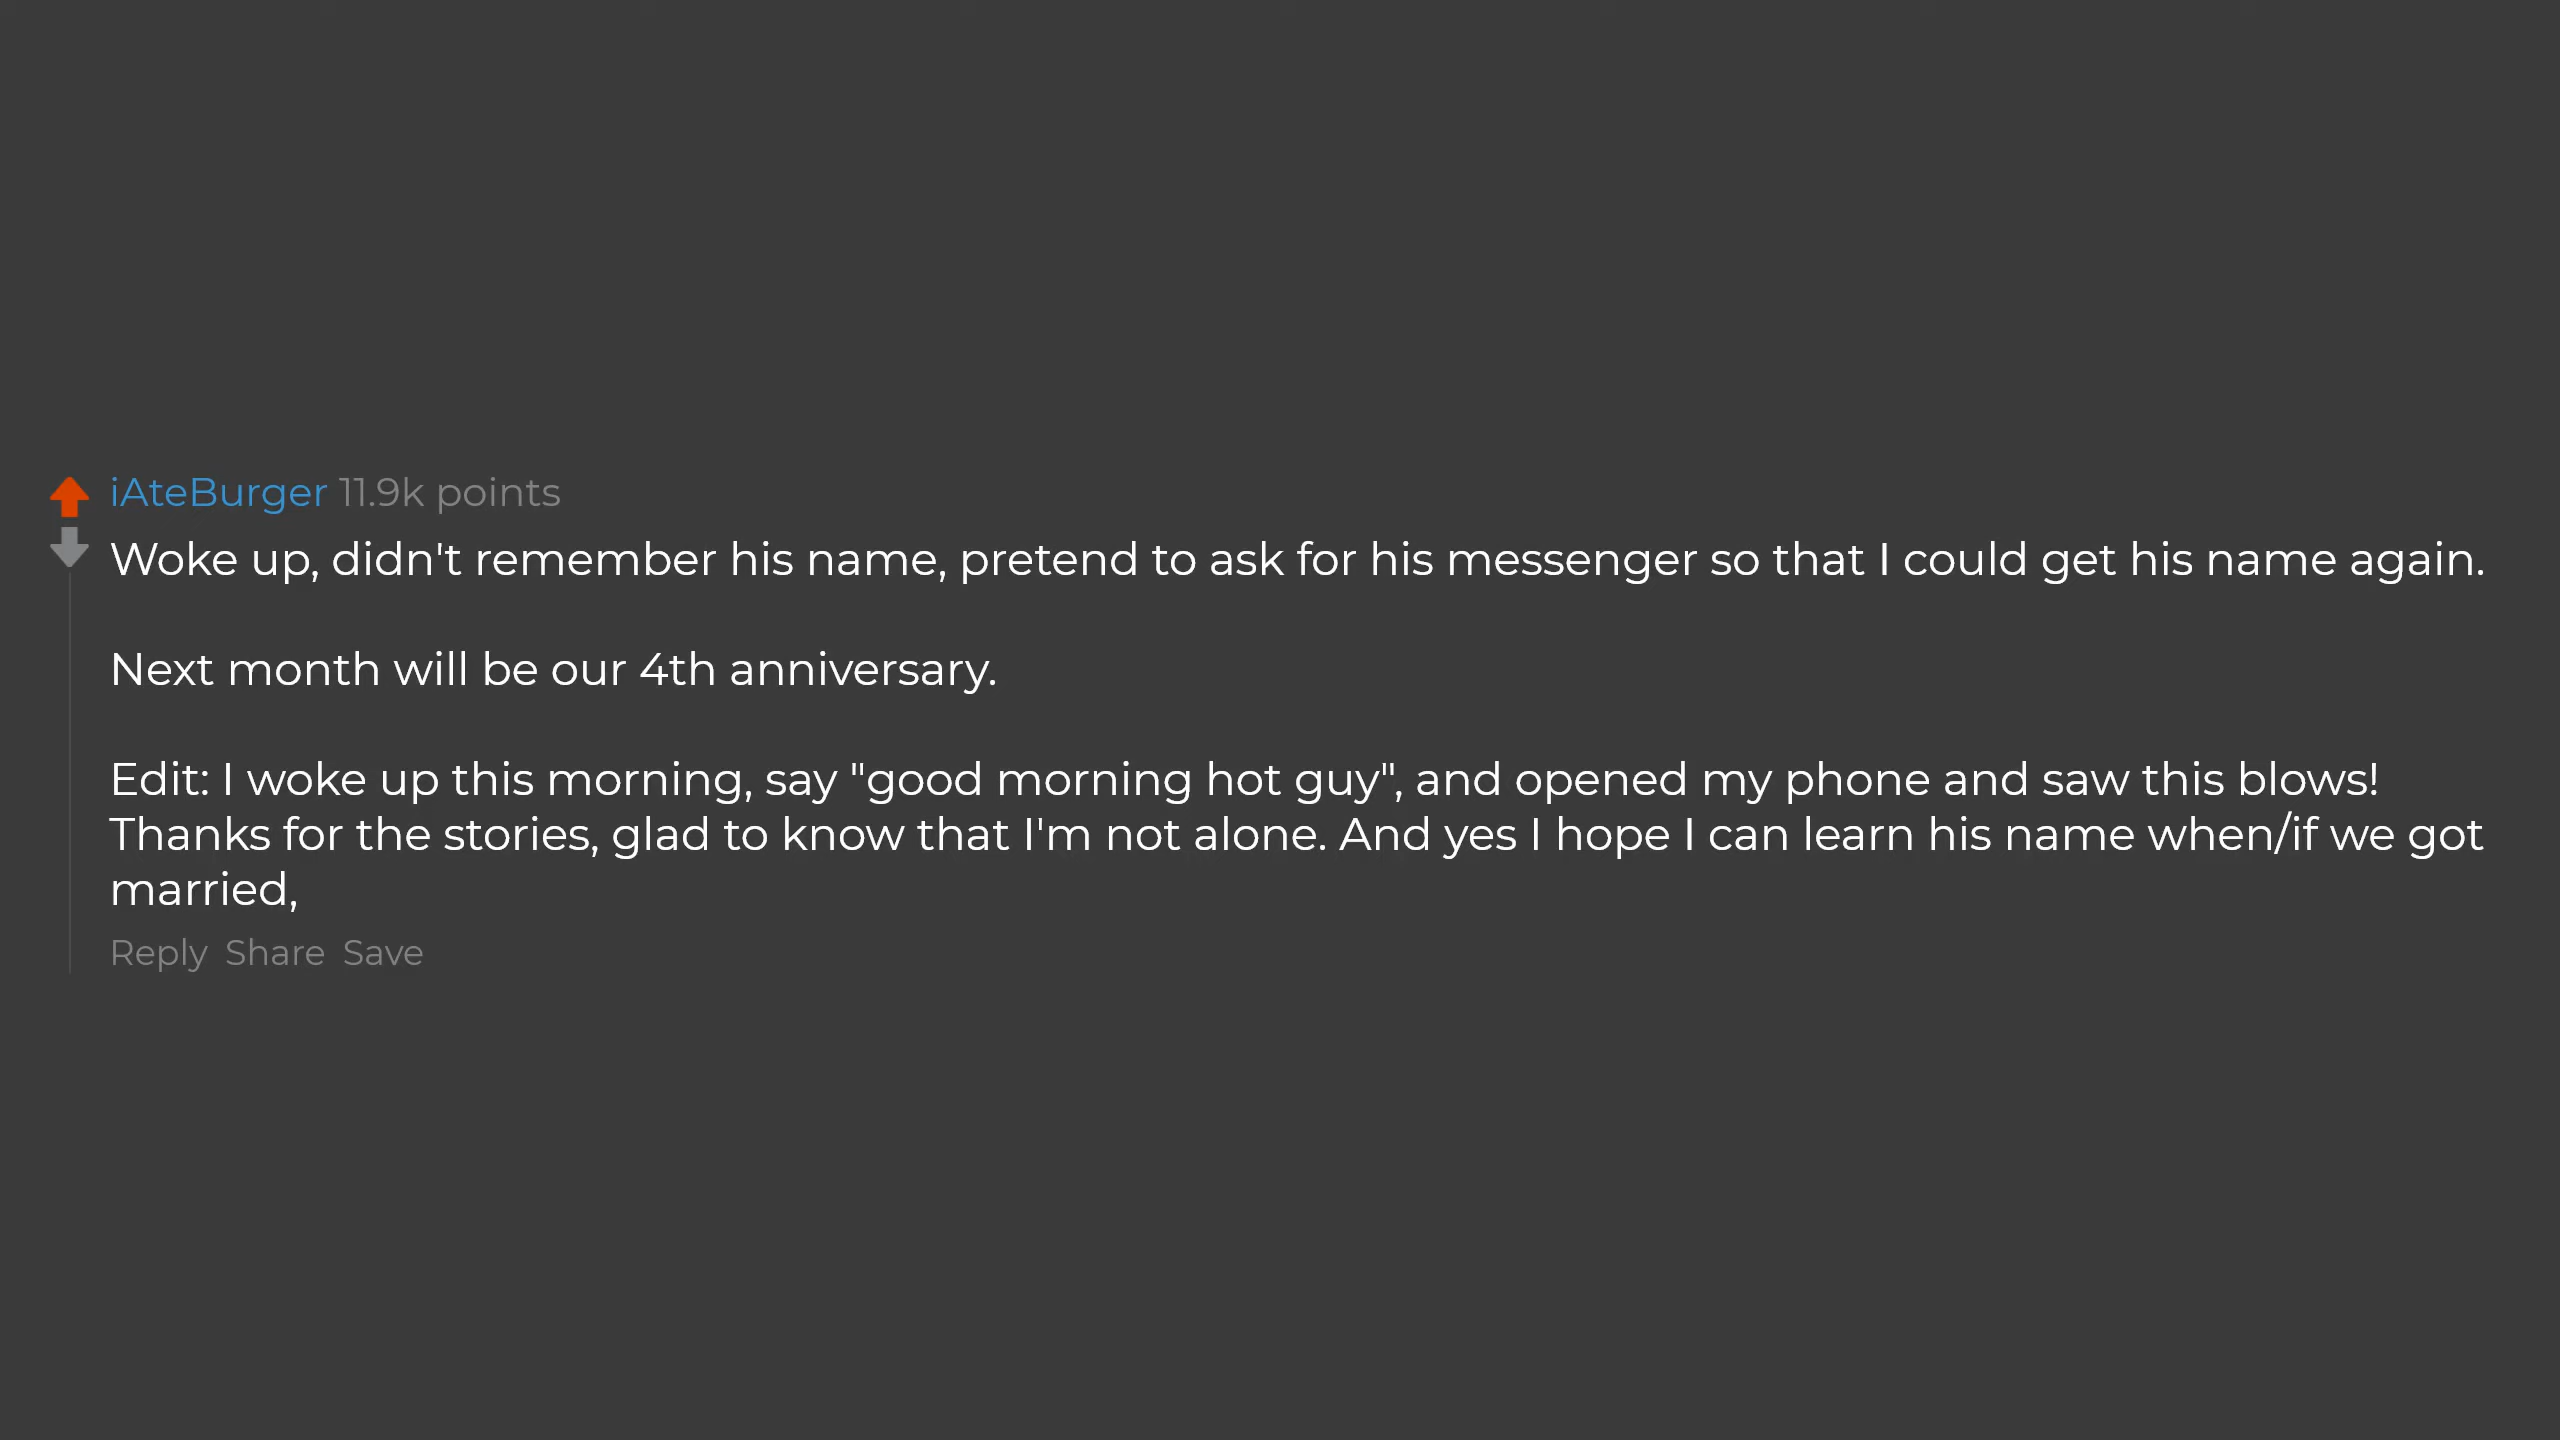 iAteBurger 11.9k points
Woke up, didn't remember his name, pretend to ask for his messenger so that I could get his name again.
Next month will be our 4th anniversary.
Edit: I woke up this morning, say "good morning hot guy", and opened my phone and saw this blows!
Thanks for the stories, glad to know that I'm not alone. And yes I hope I can learn his name when/if we got
married,
Reply Share Save